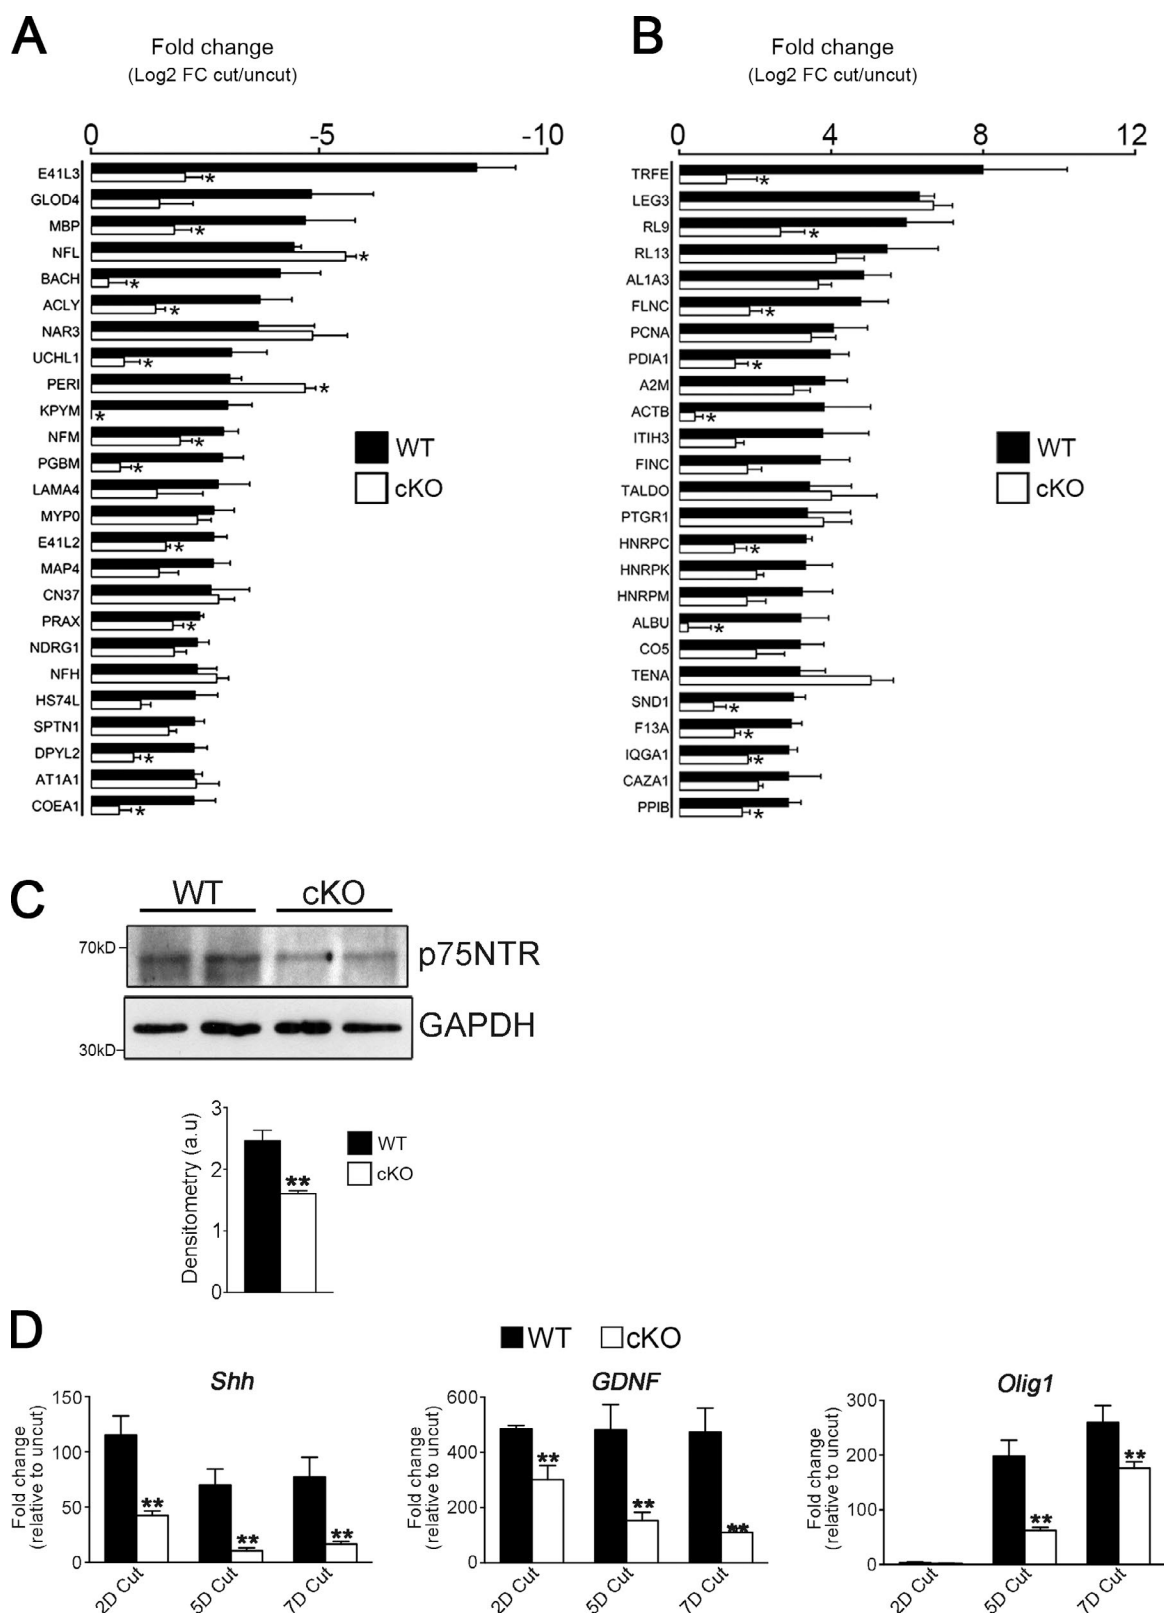 A
Fold change
(Log2 FC cut/uncut)
0 -5 -10
E41L3
*
GLOD4
MBP
*
NFL
*
BACH
*
ACLY
*
NAR3
UCHL1
*
PERI
*
KPYM
*
NFM
*
PGBM
*
LAMA4
MYP0
E41L2
*
MAP4
CN37
PRAX
*
NDRG1
NFH
HS74L
SPTN1
DPYL2
*
AT1A1
COEA1
*
WT
cKO
B
Fold change
(Log2 FC cut/uncut)
0 4 8 12
TRFE
*
LEG3
RL9
*
RL13
AL1A3
FLNC
*
PCNA
PDIA1
*
A2M
ACTB
*
ITIH3
FINC
TALDO
PTGR1
HNRPC
*
HNRPK
HNRPM
ALBU
*
CO5
TENA
SND1
*
F13A
*
IQGA1
*
CAZA1
PPIB
*
WT
cKO
C
WT cKO
70kD
p75NTR
GAPDH
30kD
Densitometry (a.u)
3
2
1
0
**
WT
cKO
D
WT cKO
Shh
Fold change
(relative to uncut)
150
100
50
0
** ** **
2D Cut 5D Cut 7D Cut
GDNF
600
400
200
0
** ** **
2D Cut 5D Cut 7D Cut
Olig1
Fold change
(relative to uncut)
300
200
100
0
** **
2D Cut 5D Cut 7D Cut
Fold change
(relative to uncut)